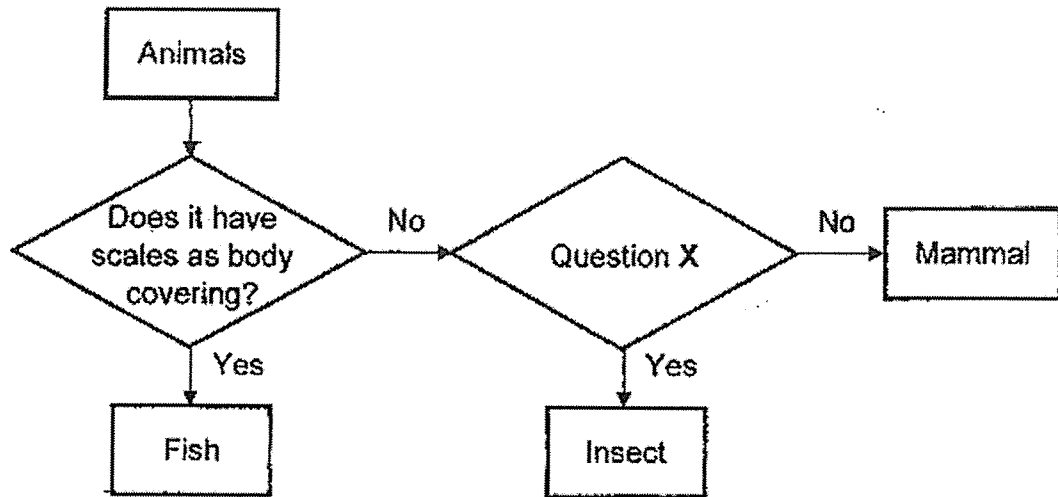 Animals
Does it have
scales as body
covering?
No
Question X
No
Mammal
Yes
Yes
Fish
Insect